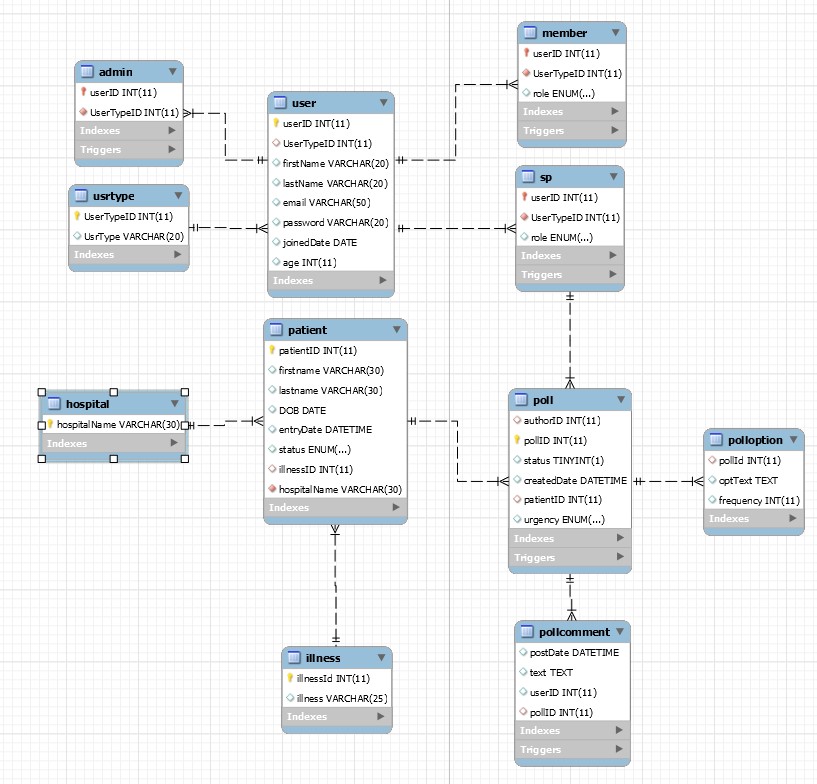 admin
userID INT(11)
UserTypeID INT(11)
Indexes
Triggers
usrtype
UserTypeID INT(11)
UsrType VARCHAR(20)
Indexes
user
userID INT(11)
UserTypeID INT(11)
firstName VARCHAR(20)
lastName VARCHAR(20)
email VARCHAR(50)
password VARCHAR(20)
joinedDate DATE
age INT(11)
Indexes
member
userID INT(11)
UserTypeID INT(11)
role ENUM(...)
Indexes
Triggers
sp
userID INT(11)
UserTypeID INT(11)
role ENUM(...)
Indexes
Triggers
hospital
hospitalName VARCHAR(30)
Indexes
patient
patientID INT(11)
firstname VARCHAR(30)
lastname VARCHAR(30)
DOB DATE
entryDate DATETIME
status ENUM(...)
illnesID INT(11)
hospitalName VARCHAR(30)
Indexes
poll
authorID INT(11)
pollID INT(11)
status TINYINT(1)
createdDate DATETIME
patientID INT(11)
urgency ENUM(...)
Indexes
Triggers
polloption
pollId INT(11)
optText TEXT
frequency INT(11)
Indexes
illness
illnessId INT(11)
illness VARCHAR(25)
Indexes
pollcomment
postDate DATETIME
text TEXT
userID INT(11)
pollID INT(11)
Indexes
Triggers